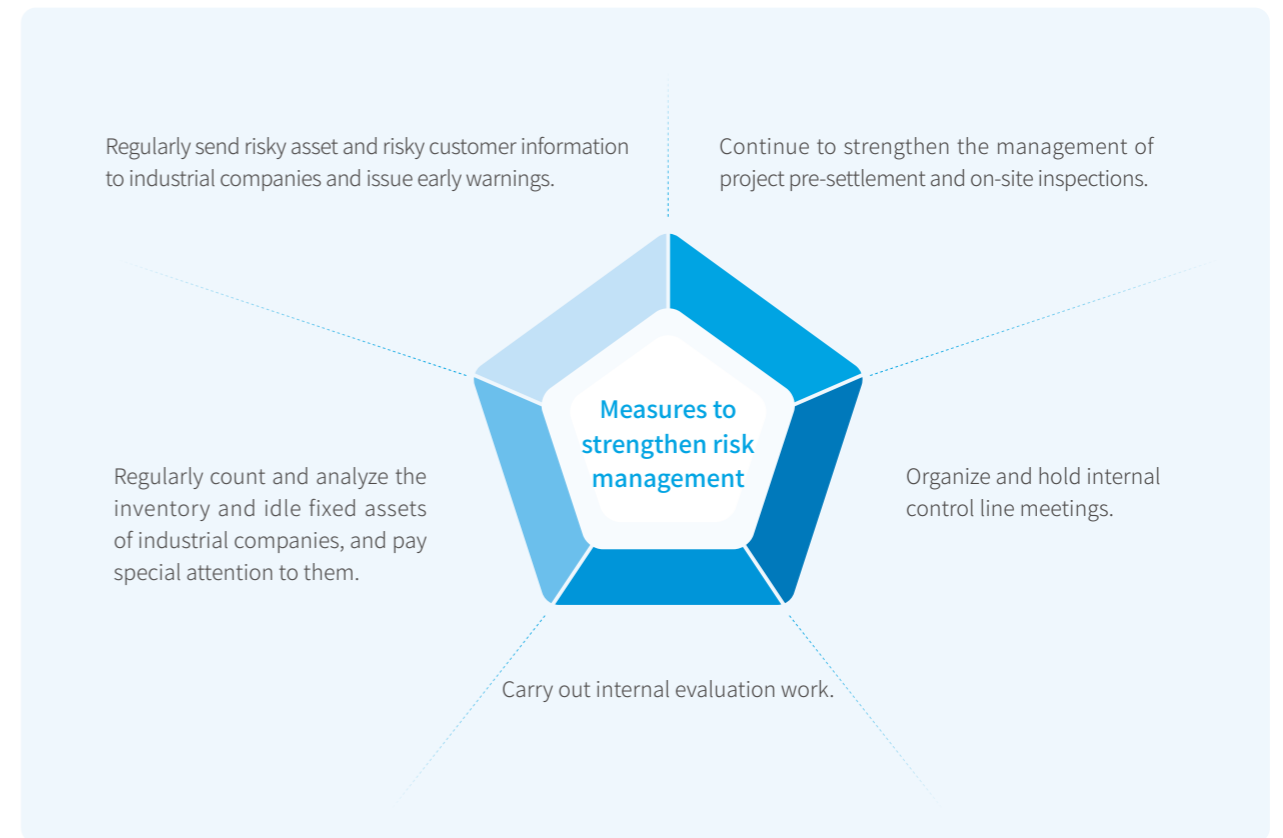 Regularly send risky asset and risky customer information
to industrial companies and issue early warnings.
Continue to strengthen the management of
project pre-settlement and on-site inspections.
Measures to
strengthen risk
management
Regularly count and analyze the
inventory and idle fixed assets
of industrial companies, and pay
special attention to them.
Organize and hold internal
control line meetings.
Carry out internal evaluation work.